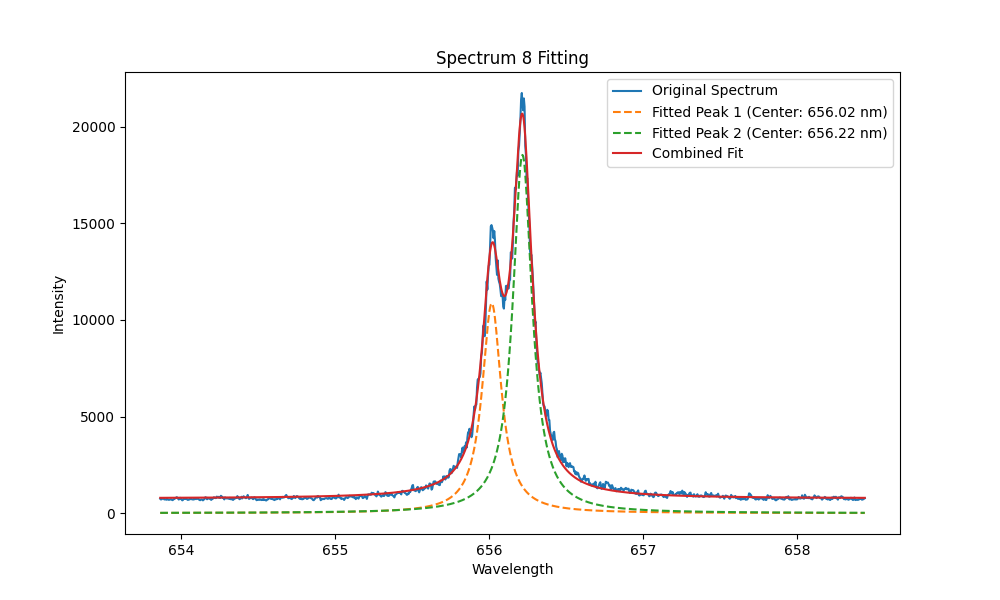 Spectrum 8 Fitting
Original Spectrum
Fitted Peak 1 (Center: 656.02 nm)
Fitted Peak 2 (Center: 656.22 nm)
Combined Fit
Intensity
20000
15000
10000
5000
0
654
655
656
657
658
Wavelength